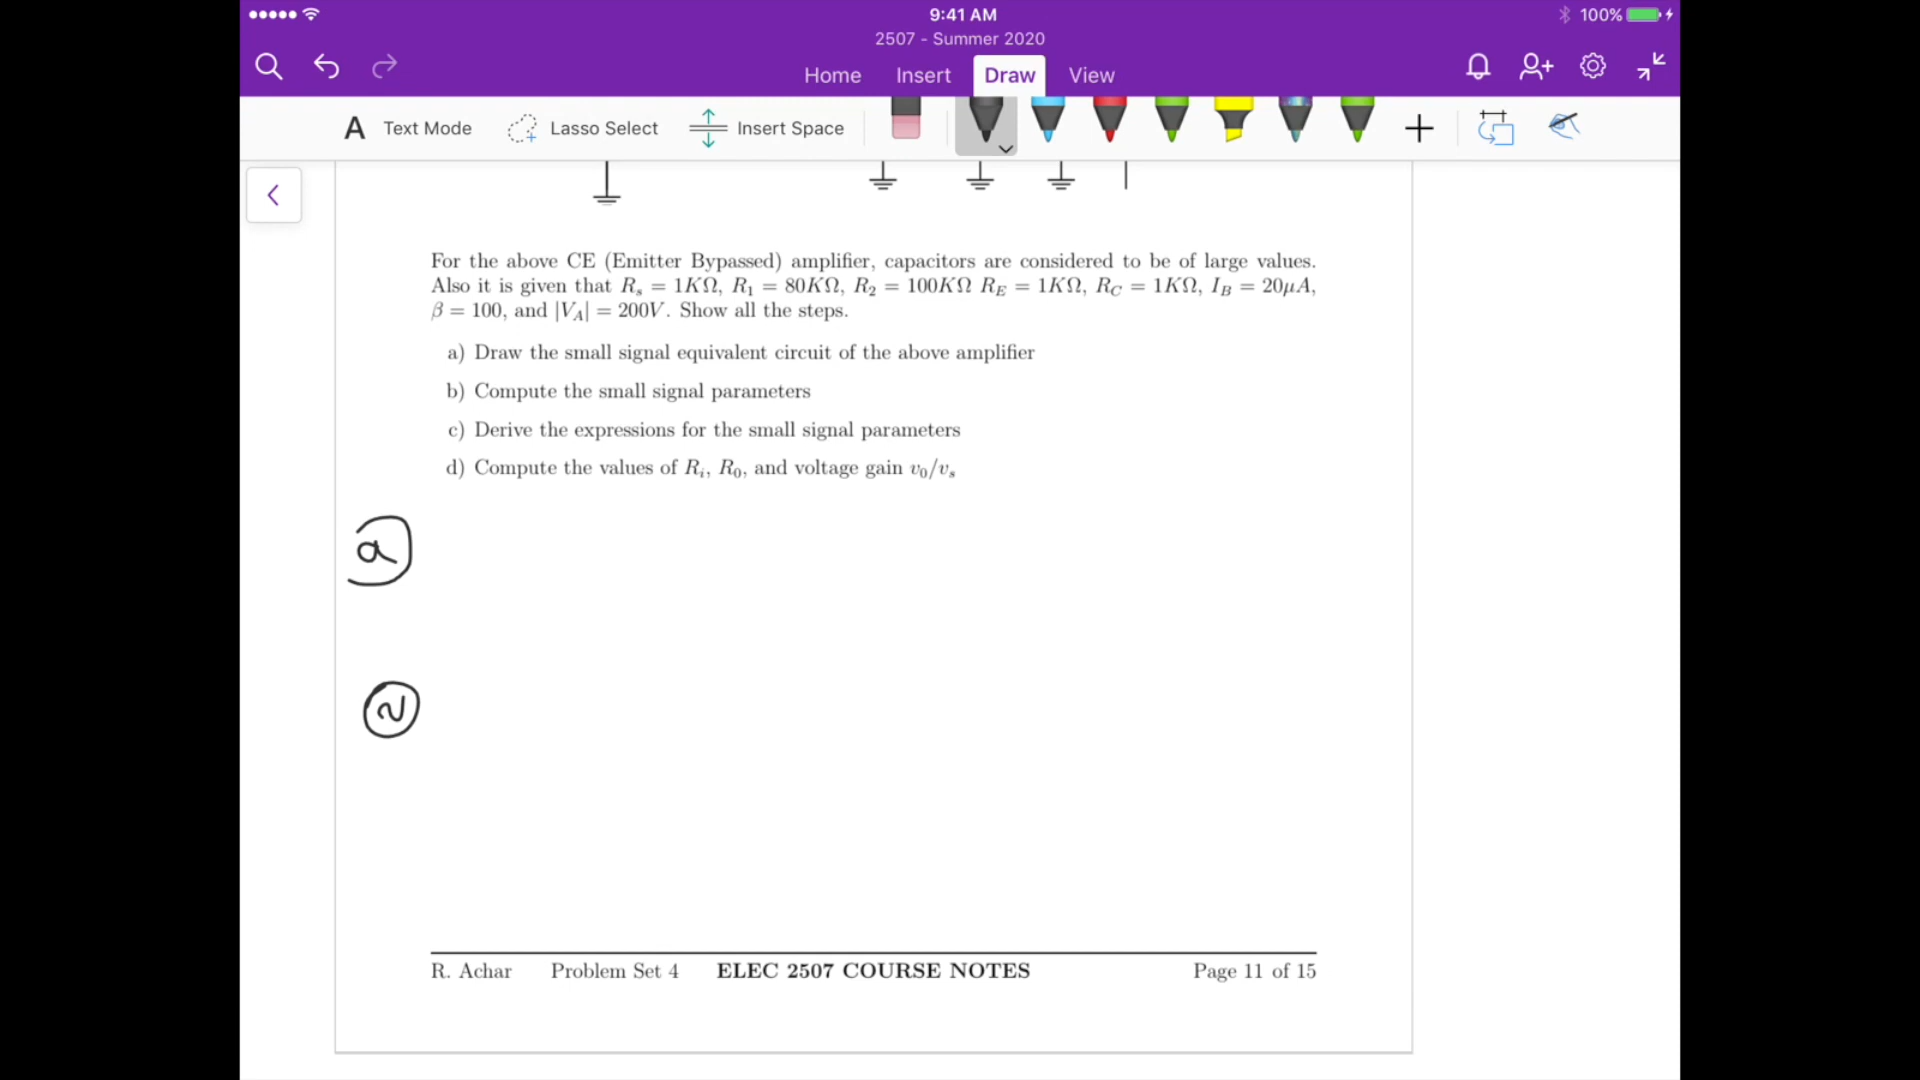 9:41 AM
100%
2507 - Summer 2020
Home Insert Draw View
A Text Mode Lasso Select Insert Space
For the above CE (Emitter Bypassed) amplifier, capacitors are considered to be of large values.
Also it is given that Rₛ = 1KΩ, R₁ = 80KΩ, R₂ = 100KΩ R_E = 1KΩ, R_C = 1KΩ, I_B = 20μA,
β = 100, and |V_A| = 200V. Show all the steps.
a) Draw the small signal equivalent circuit of the above amplifier
b) Compute the small signal parameters
c) Derive the expressions for the small signal parameters
d) Compute the values of Rᵢ, R₀, and voltage gain v₀/vₛ
a)
R. Achar Problem Set 4 ELEC 2507 COURSE NOTES Page 11 of 15